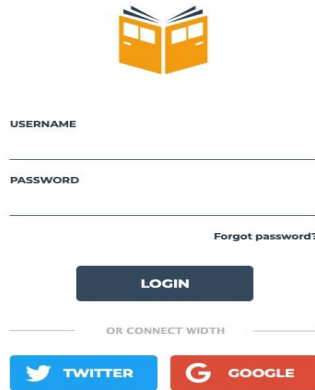 USERNAME
PASSWORD
Forgot password?
LOGIN
OR CONNECT WIDTH
TWITTER
GOOGLE